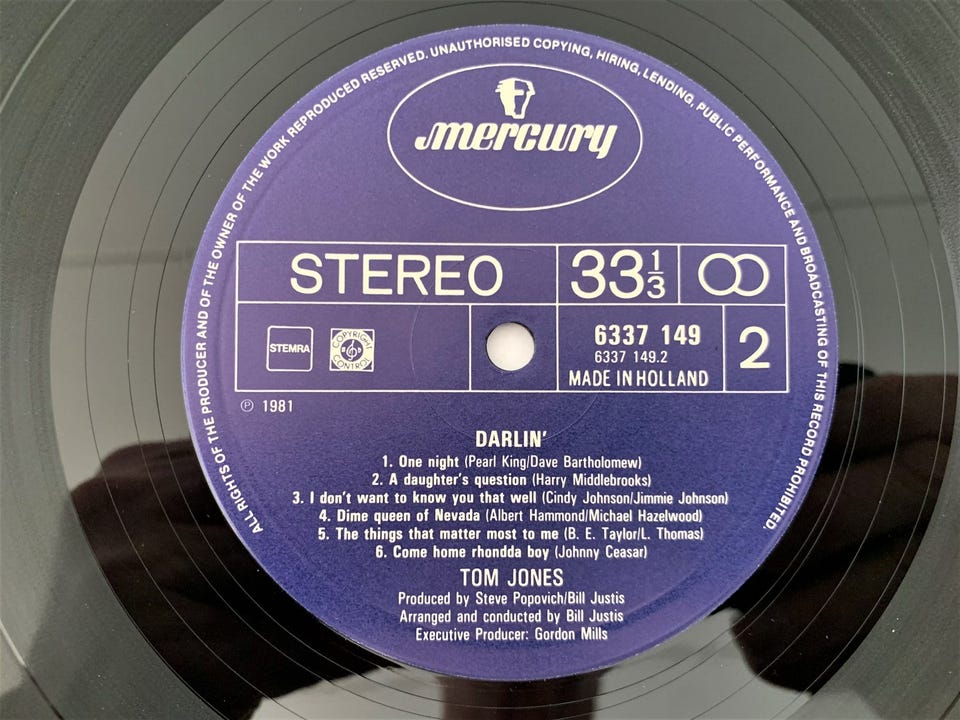 ALL RIGHTS OF THE PRODUCER AND OF THE OWNER OF THE WORK REPRODUCED RESERVED. UNAUTHORISED COPYING, HIRING, LENDING, PUBLIC PERFORMANCE AND BROADCASTING OF THIS RECORD PROHIBITED.
mercury
STEREO 33 1/3
STEMRA COPYRIGHT CONTROL 6337 149
6337 149.2
MADE IN HOLLAND
2
℗ 1981
DARLIN'
1. One night (Pearl King/Dave Bartholomew)
2. A daughter's question (Harry Middlebrooks)
3. I don't want to know you that well (Cindy Johnson/Jimmie Johnson)
4. Dime queen of Nevada (Albert Hammond/Michael Hazelwood)
5. The things that matter most to me (B. E. Taylor/L. Thomas)
6. Come home rhondda boy (Johnny Ceasar)
TOM JONES
Produced by Steve Popovich/Bill Justis
Arranged and conducted by Bill Justis
Executive Producer: Gordon Mills